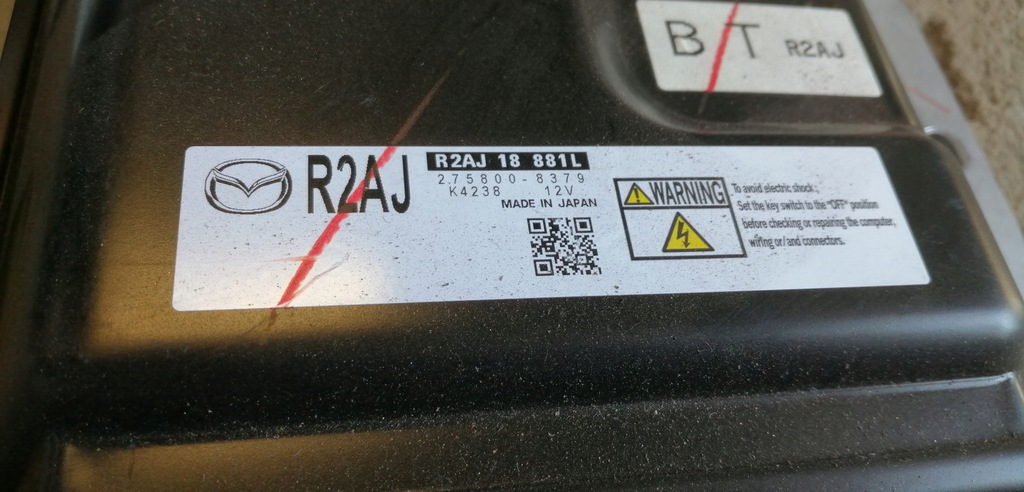 B T R2AJ
R2AJ
R2AJ 18 881L
275800-8379
K4238 12V
MADE IN JAPAN
WARNING
To avoid electric shock;
Set the key switch to the "OFF" position
before checking or repairing the computer,
wiring or/and connectors.